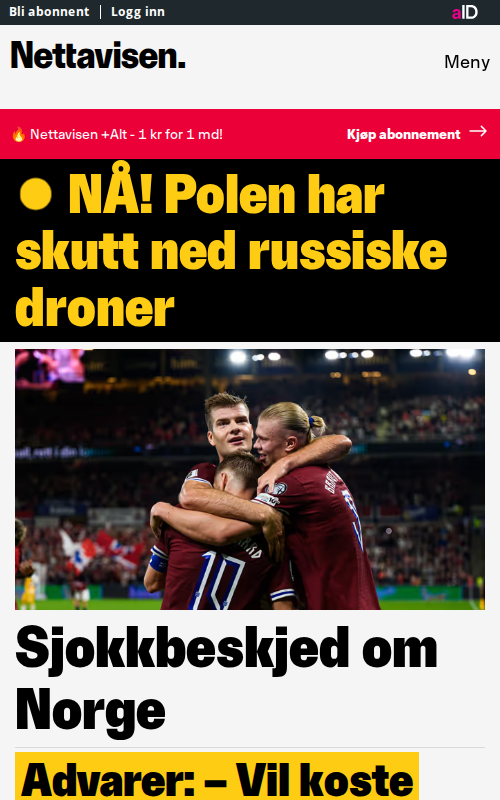 Bli abonnent | Logg inn
aID
Nettavisen.
Meny
🔥 Nettavisen +Alt - 1 kr for 1 md!
Kjøp abonnement →
NÅ! Polen har
skutt ned russiske
droner
10
Sjokkbeskjed om
Norge
Advarer: – Vil koste